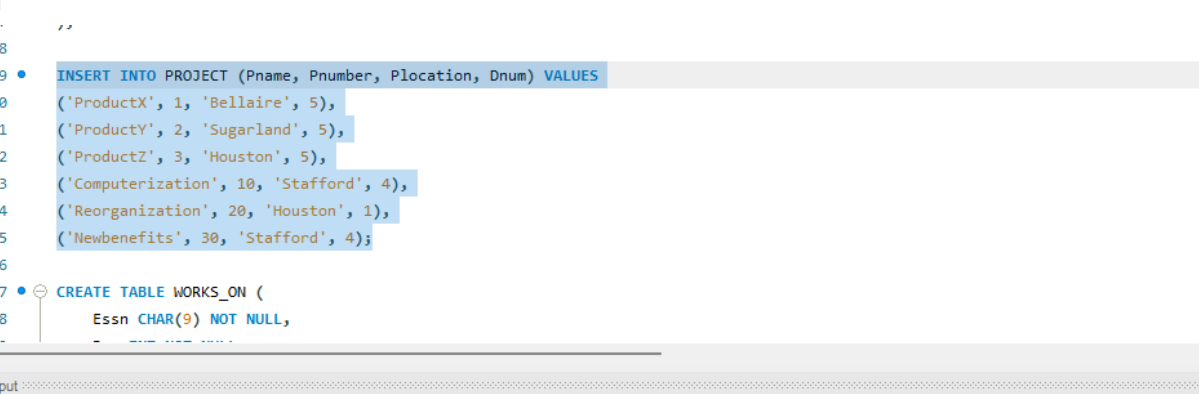 8
9 INSERT INTO PROJECT (Pname, Pnumber, Plocation, Dnum) VALUES
0 ('ProductX', 1, 'Bellaire', 5),
1 ('ProductY', 2, 'Sugarland', 5),
2 ('ProductZ', 3, 'Houston', 5),
3 ('Computerization', 10, 'Stafford', 4),
4 ('Reorganization', 20, 'Houston', 1),
5 ('Newbenefits', 30, 'Stafford', 4);
6
7 CREATE TABLE WORKS_ON (
8 Essn CHAR(9) NOT NULL,
put